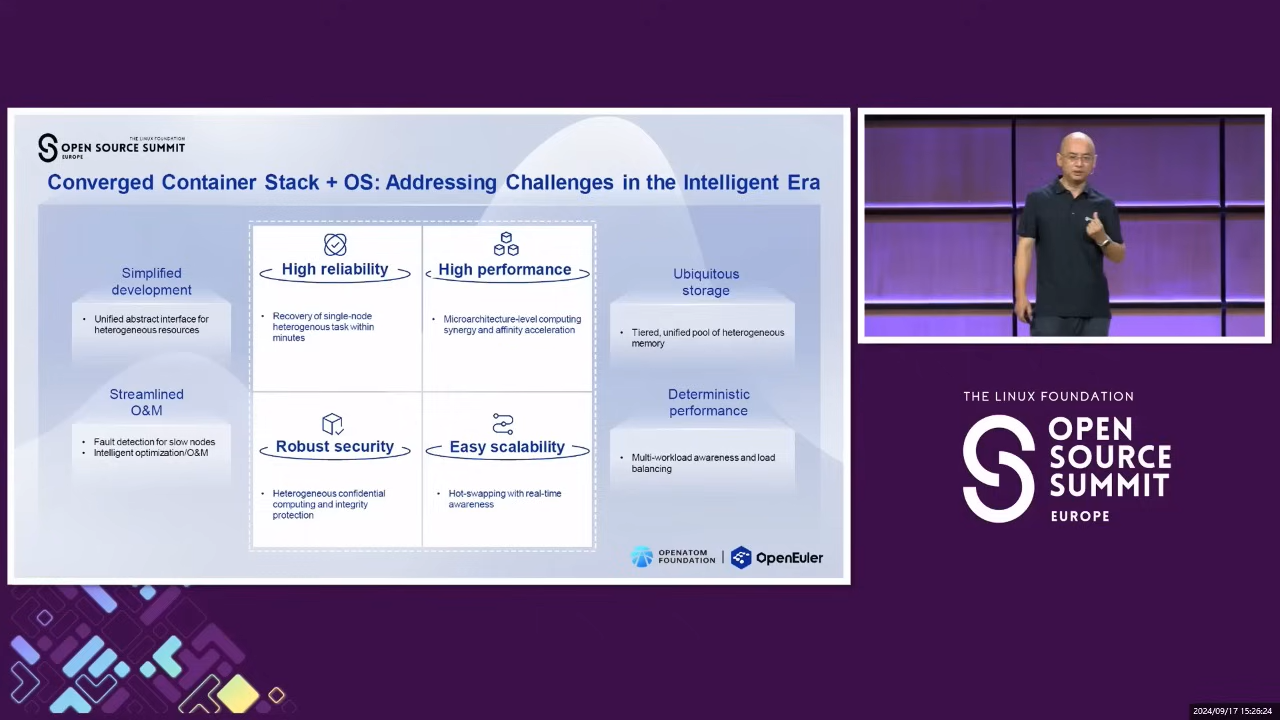 THE LINUX FOUNDATION
OPEN SOURCE SUMMIT
EUROPE
Converged Container Stack + OS: Addressing Challenges in the Intelligent Era
Simplified
development
• Unified abstract interface for
heterogeneous resources
Streamlined
O&M
• Fault detection for slow nodes
• Intelligent optimization/O&M
High reliability
• Recovery of single-node
heterogenous task within
minutes
High performance
• Microarchitecture-level computing
synergy and affinity acceleration
Robust security
• Heterogeneous confidential
computing and integrity
protection
Easy scalability
• Hot-swapping with real-time
awareness
Ubiquitous
storage
• Tiered, unified pool of heterogeneous
memory
Deterministic
performance
• Multi-workload awareness and load
balancing
OPENATOM
FOUNDATION
OpenEuler
THE LINUX FOUNDATION
OPEN
SOURCE
SUMMIT
EUROPE
2024/09/17 15:26:24